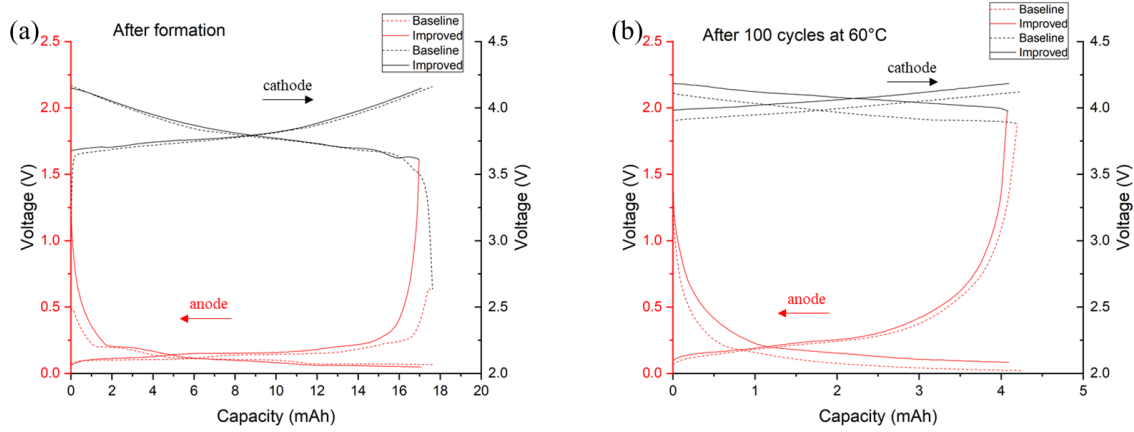 (a)
After formation
Baseline
Improved
Baseline
Improved
2.5
2.0
1.5
1.0
0.5
0.0
Voltage (V)
4.5
4.0
3.5
3.0
2.5
2.0
Voltage (V)
cathode
anode
0 2 4 6 8 10 12 14 16 18 20
Capacity (mAh)
(b)
After 100 cycles at 60°C
Baseline
Improved
Baseline
Improved
2.5
2.0
1.5
1.0
0.5
0.0
Voltage (V)
4.5
4.0
3.5
3.0
2.5
2.0
Voltage (V)
cathode
anode
0 1 2 3 4 5
Capacity (mAh)